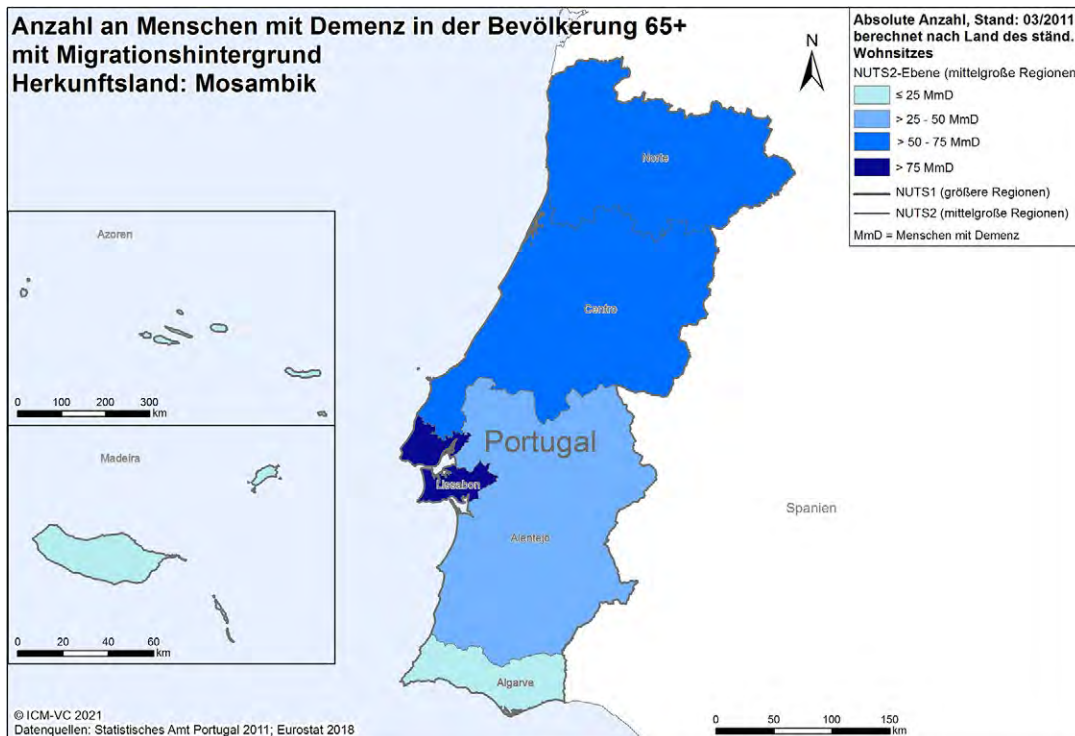 Anzahl an Menschen mit Demenz in der Bevölkerung 65+
mit Migrationshintergrund
Herkunftsland: Mosambik
N
Absolute Anzahl, Stand: 03/2011
berechnet nach Land des ständ.
Wohnsitzes
NUTS2-Ebene (mittelgroße Regionen
≤ 25 MmD
> 25 - 50 MmD
> 50 - 75 MmD
> 75 MmD
NUTS1 (größere Regionen)
NUTS2 (mittelgroße Regionen)
MmD = Menschen mit Demenz
Norte
Centro
Portugal
Lissabon
Alentejo
Algarve
Spanien
Azoren
0 100 200 300
km
Madeira
0 20 40 60
km
© ICM-VC 2021
Datenquellen: Statistisches Amt Portugal 2011; Eurostat 2018
0 50 100 150
km